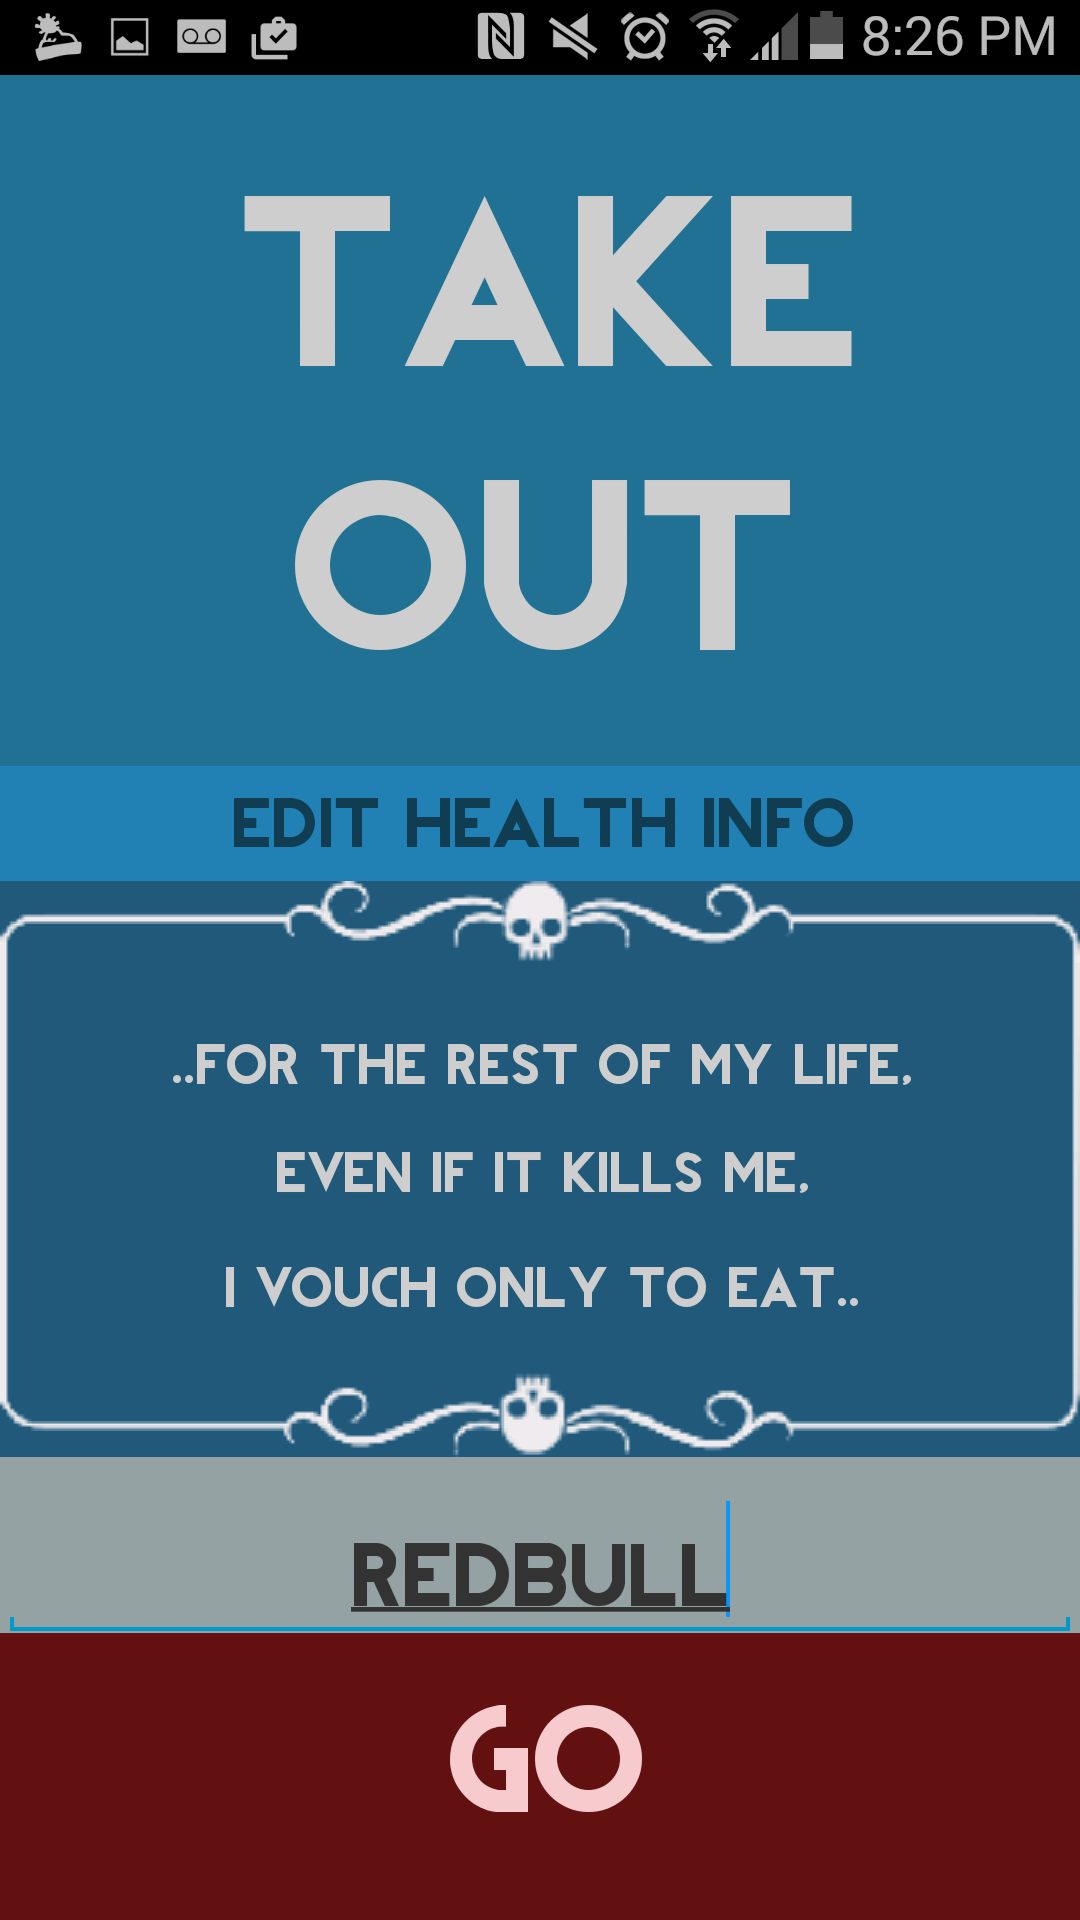 8:26 PM
TAKE
OUT
EDIT HEALTH INFO
..FOR THE REST OF MY LIFE,
EVEN IF IT KILLS ME,
I VOUCH ONLY TO EAT..
REDBULL
GO